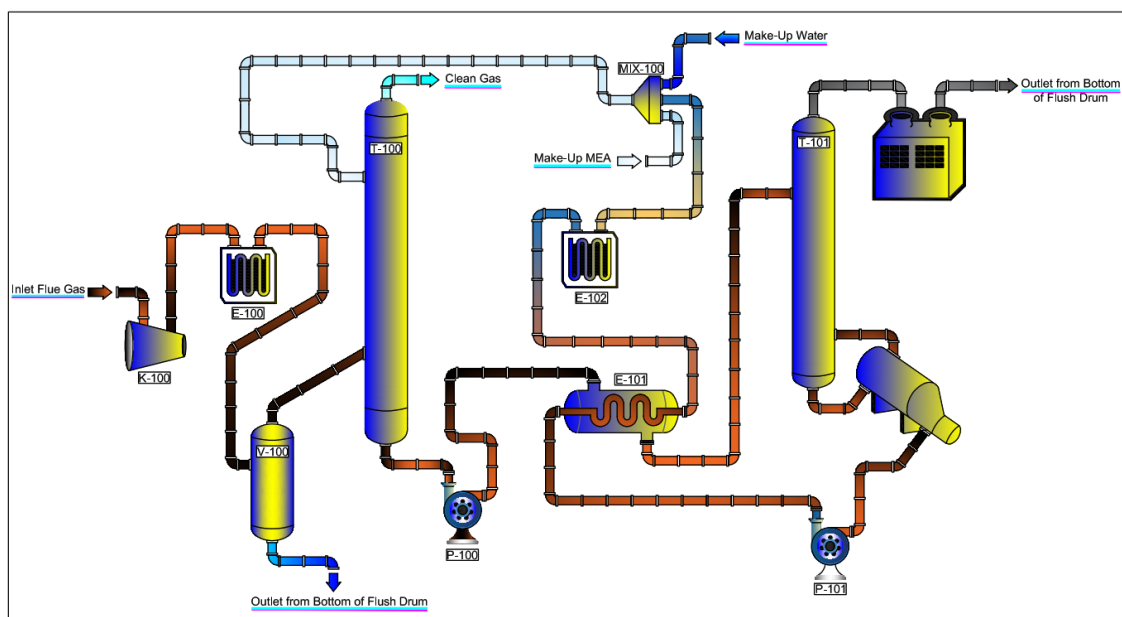 Make-Up Water
MIX-100
Clean Gas
Outlet from Bottom
of Flush Drum
T-100
T-101
Make-Up MEA
Inlet Flue Gas
E-100
E-102
K-100
E-101
V-100
P-100
P-101
Outlet from Bottom of Flush Drum